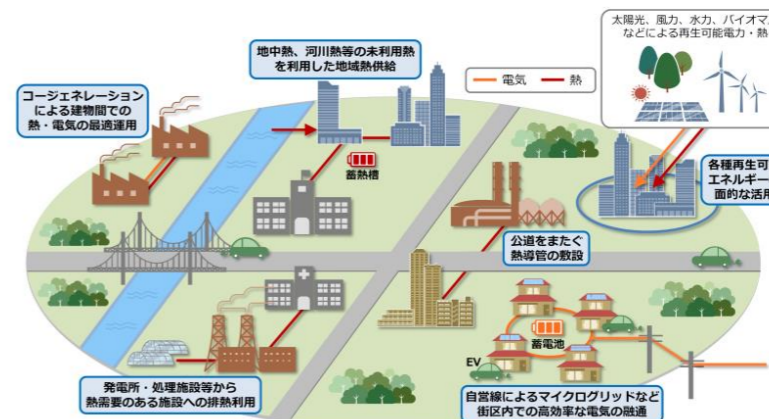 太陽光、風力、水力、バイオマ
などによる再生可能電力・熱
地中熱、河川熱等の未利用熱
を利用した地域熱供給
電気
熱
コージェネレーション
による建物間での
熱・電気の最適運用
蓄熱槽
各種再生可
エネルギー
面的な活用
公道をまたぐ
熱導管の敷設
蓄電池
EV
発電所・処理施設等から
熱需要のある施設への排熱利用
自営線によるマイクログリッドなど
街区内での高効率な電気の融通